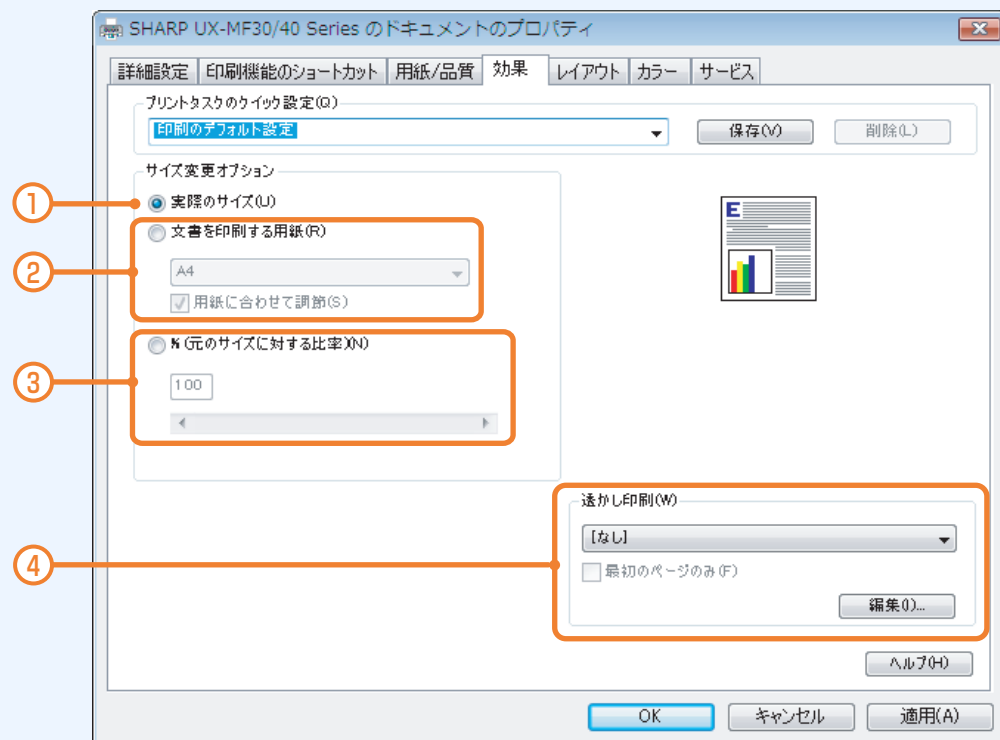 SHARP UX-MF30/40 Series のドキュメントのプロパティ
詳細設定 印刷機能のショートカット 用紙/品質 効果 レイアウト カラー サービス
プリントタスクのクイック設定(Q)
印刷のデフォルト設定 保存(V) 削除(L)
サイズ変更オプション
① 実際のサイズ(U)
② 文書を印刷する用紙(R)
A4
用紙に合わせて調節(S)
③ % (元のサイズに対する比率)(N)
100
E
④ 透かし印刷(W)
[なし]
最初のページのみ(F)
編集(I)...
ヘルプ(H)
OK キャンセル 適用(A)